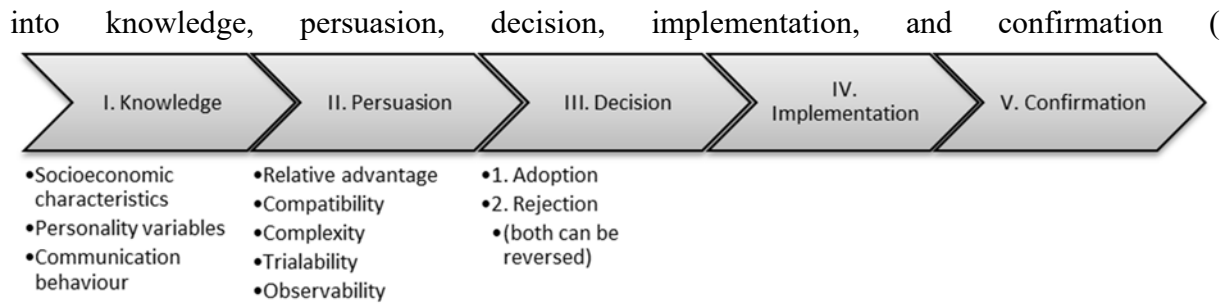 into knowledge, persuasion, decision, implementation, and confirmation (
I. Knowledge
II. Persuasion
III. Decision
IV.
Implementation
V. Confirmation
•Socioeconomic
characteristics
•Personality variables
•Communication
behaviour
•Relative advantage
•Compatibility
•Complexity
•Trialability
•Observability
•1. Adoption
•2. Rejection
•(both can be
reversed)